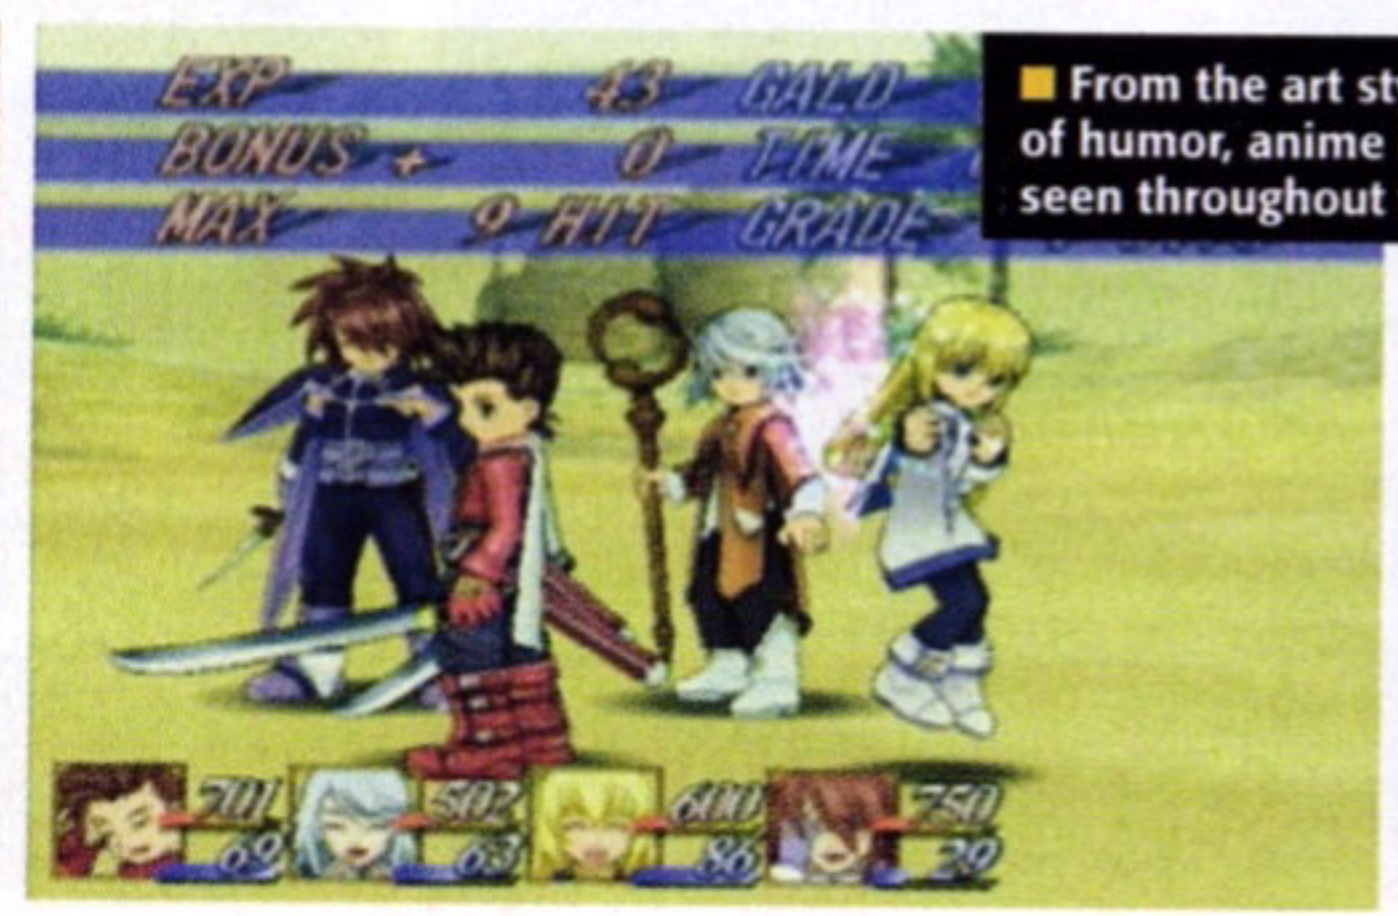 EXP 43 GALD
BONUS + 0 TIME
MAX 9 HIT GRADE
■ From the art sty
of humor, anime
seen throughout
701 502 600 750
69 63 86 29